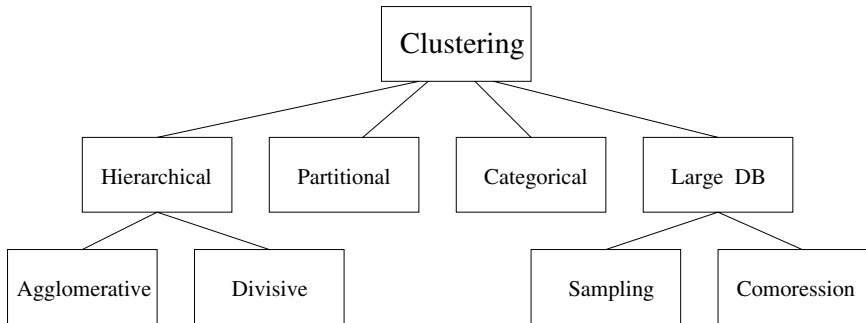 Clustering
Hierarchical
Partitional
Categorical
Large DB
Agglomerative
Divisive
Sampling
Comoression